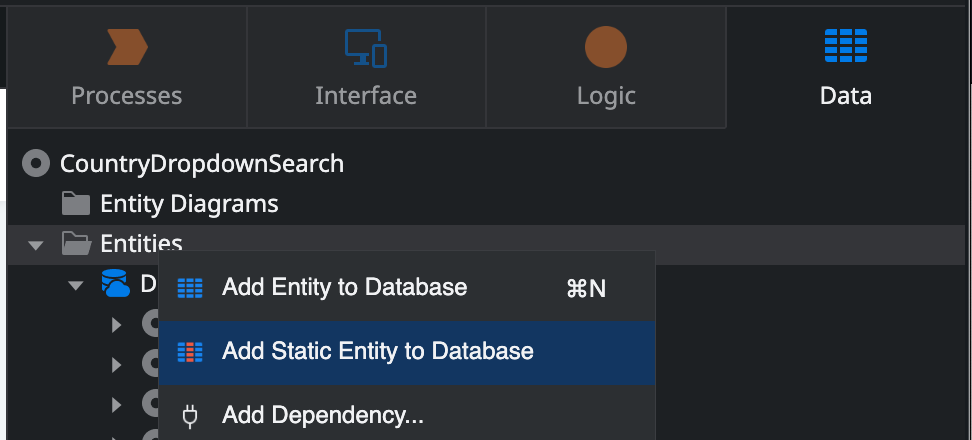 Processes
Interface
Logic
Data
CountryDropdownSearch
Entity Diagrams
Entities
D
Add Entity to Database ⌘N
Add Static Entity to Database
Add Dependency...